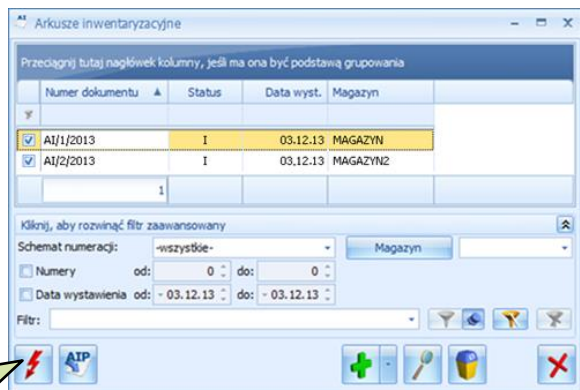 Arkusze inwentaryzacyjne
Przeciągnij tutaj nagłówek kolumny, jeśli ma ona być podstawą grupowania
Numer dokumentu Status Data wyst. Magazyn
AI/1/2013 I 03.12.13 MAGAZYN
AI/2/2013 I 03.12.13 MAGAZYN2
1
Kliknij, aby rozwinąć filtr zaawansowany
Schemat numeracji: -wszystkie- Magazyn
Numery od: 0 do: 0
Data wystawienia od: - 03.12.13 do: - 03.12.13
Filtr:
AIP